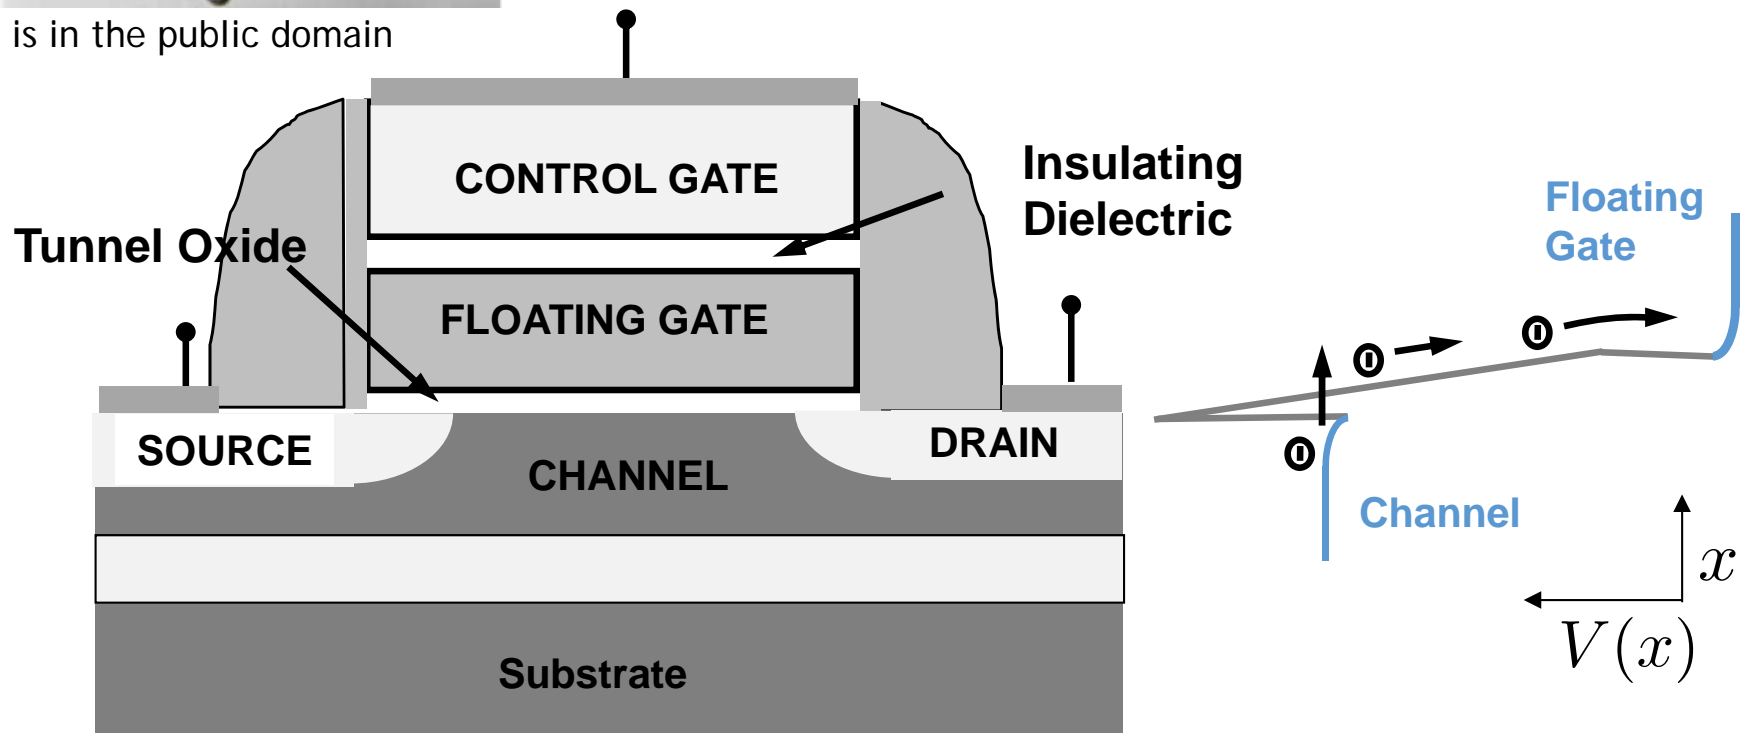 is in the public domain
CONTROL GATE
Insulating
Dielectric
Tunnel Oxide
FLOATING GATE
Floating
Gate
SOURCE
CHANNEL
DRAIN
Channel
x
V(x)
Substrate